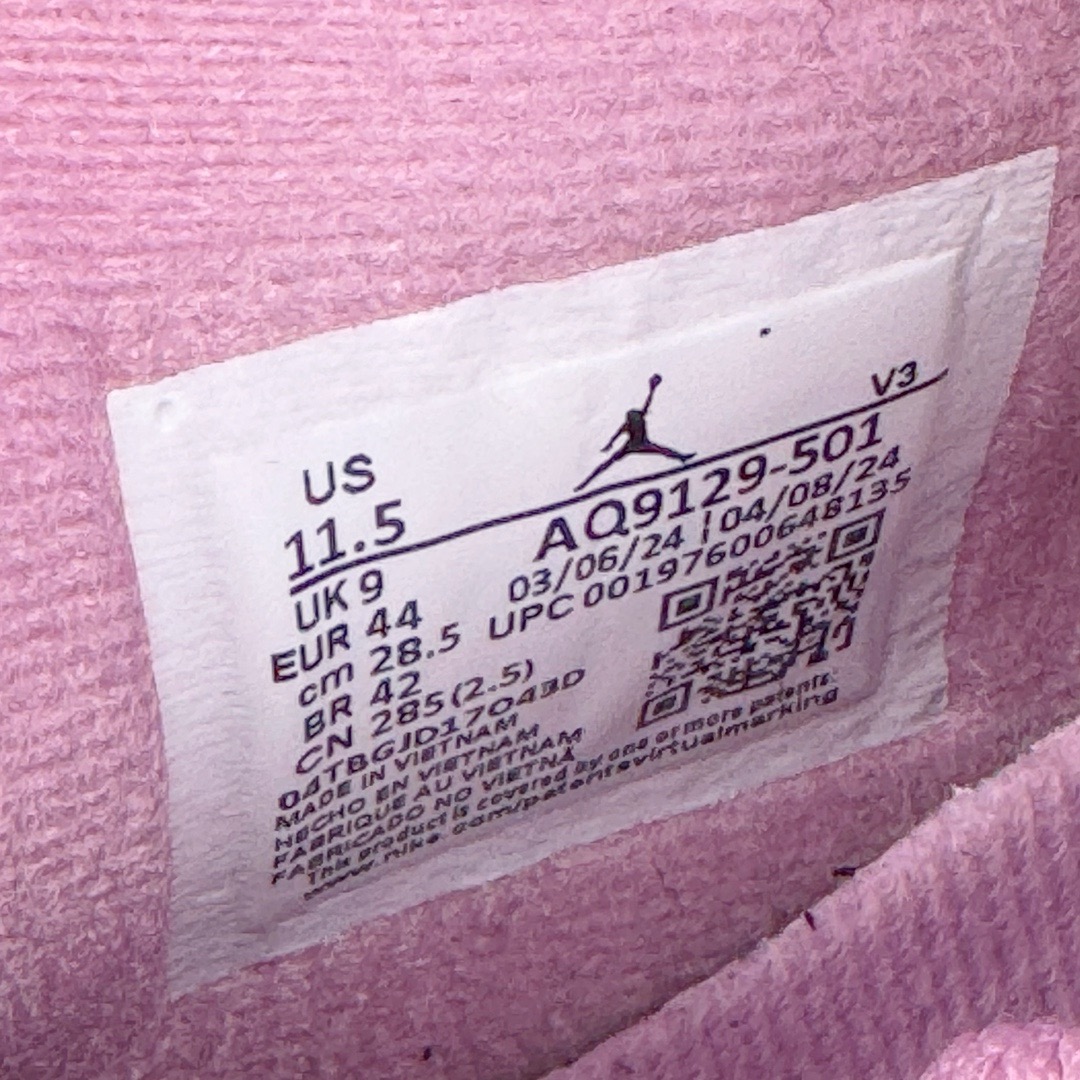 V3
US
11.5
AQ9129-501
03/06/24 | 04/08/24
UPC 00197600648135
UK 9
EUR 44
cm 28.5
BR 42
CN 285(2.5)
04TBGJD17043D
MADE IN VIETNAM
HECHO EN VIETNAM
FABRIQUE AU VIETNAM
FABRICADO NO VIETNÃ
This product is covered by one or more patents.
www.nike.com/patentsvirtualmarking